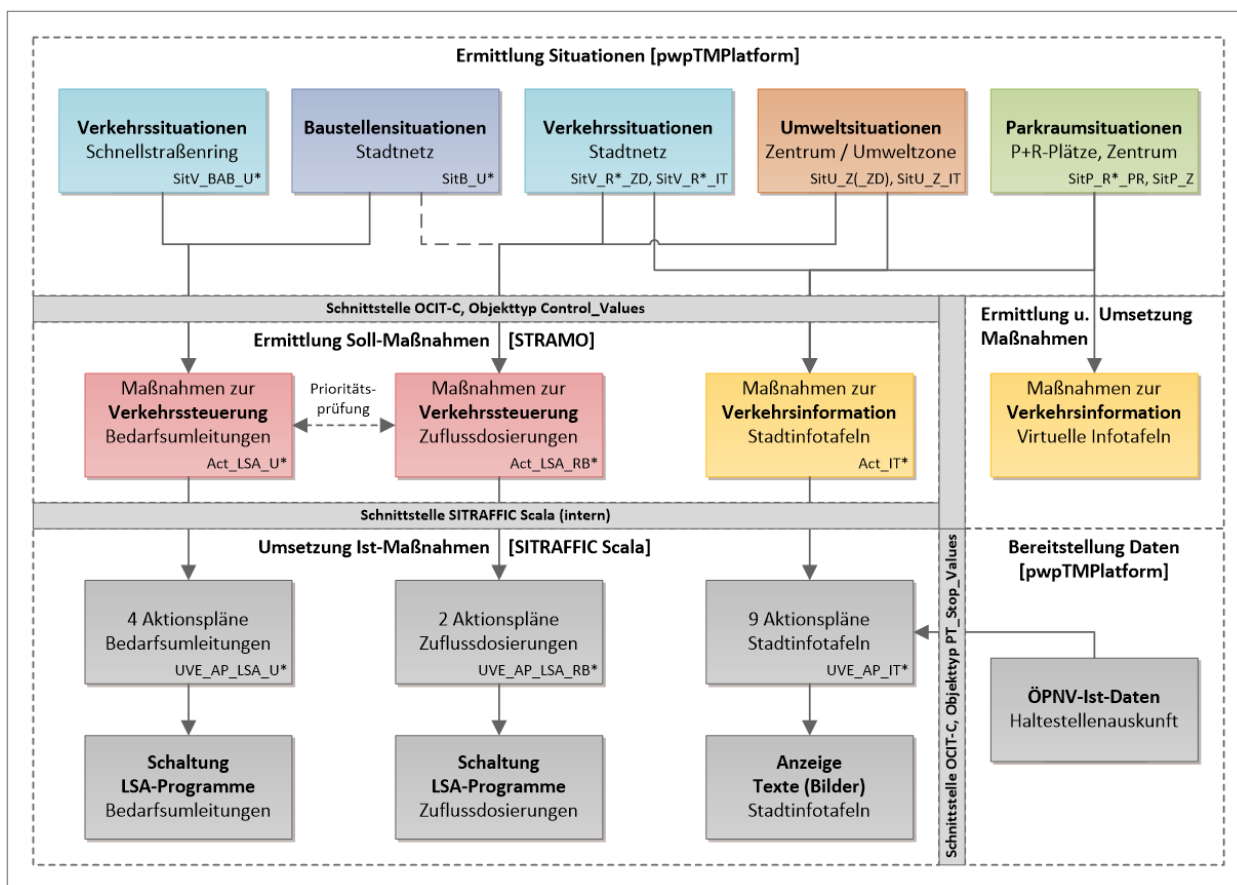 Ermittlung Situationen [pwpTMPlatform]
Verkehrssituationen
Schnellstraßenring
SitV_BAB_U*
Baustellensituationen
Stadtnetz
SitB_U*
Verkehrssituationen
Stadtnetz
SitV_R*_ZD, SitV_R*_IT
Umweltsituationen
Zentrum / Umweltzone
SitU_Z(_ZD), SitU_Z_IT
Parkraumsituationen
P+R-Plätze, Zentrum
SitP_R*_PR, SitP_Z
Schnittstelle OCIT-C, Objekttyp Control_Values
Ermittlung Soll-Maßnahmen [STRAMO]
Maßnahmen zur
Verkehrssteuerung
Bedarfsumleitungen
Act_LSA_U*
Prioritäts-
prüfung
Maßnahmen zur
Verkehrssteuerung
Zuflussdosierungen
Act_LSA_RB*
Maßnahmen zur
Verkehrsinformation
Stadtinfotafeln
Act_IT*
Ermittlung u. Umsetzung
Maßnahmen
Maßnahmen zur
Verkehrsinformation
Virtuelle Infotafeln
Schnittstelle SITRAFFIC Scala (intern)
Umsetzung Ist-Maßnahmen [SITRAFFIC Scala]
4 Aktionspläne
Bedarfsumleitungen
UVE_AP_LSA_U*
2 Aktionspläne
Zuflussdosierungen
UVE_AP_LSA_RB*
9 Aktionspläne
Stadtinfotafeln
UVE_AP_IT*
Schnittstelle OCIT-C, Objekttyp PT_Stop_Values
Bereitstellung Daten
[pwpTMPlatform]
ÖPNV-Ist-Daten
Haltestellenauskunft
Schaltung
LSA-Programme
Bedarfsumleitungen
Schaltung
LSA-Programme
Zuflussdosierungen
Anzeige
Texte (Bilder)
Stadtinfotafeln